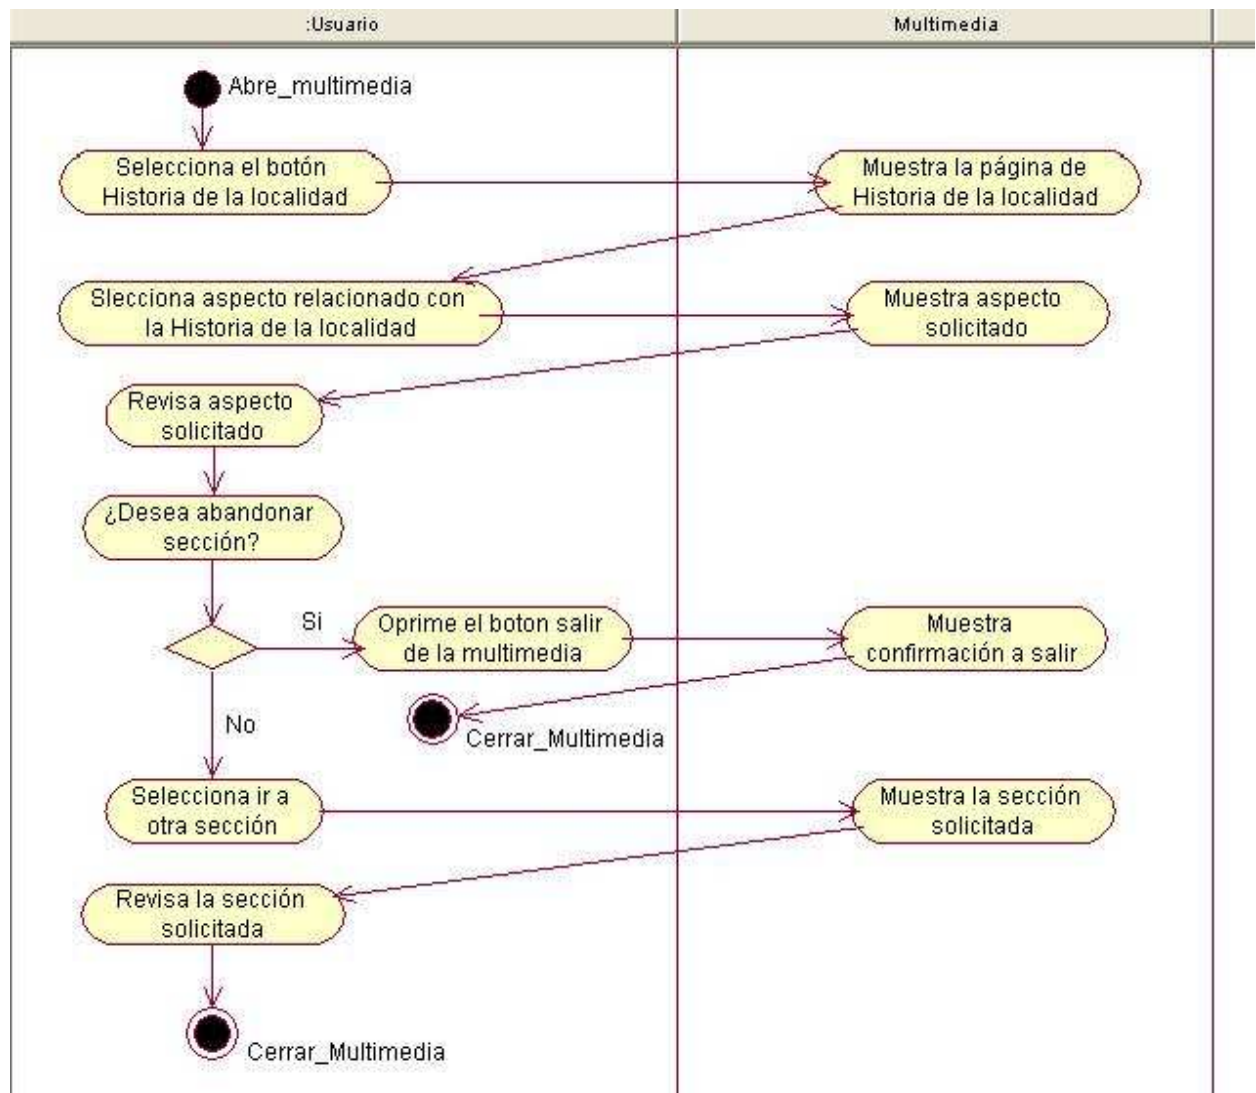 :Usuario
Multimedia
Abre_multimedia
Selecciona el botón
Historia de la localidad
Muestra la página de
Historia de la localidad
Slecciona aspecto relacionado con
la Historia de la localidad
Muestra aspecto
solicitado
Revisa aspecto
solicitado
¿Desea abandonar
sección?
Si
Oprime el boton salir
de la multimedia
Muestra
confirmación a salir
No
Cerrar_Multimedia
Selecciona ir a
otra sección
Muestra la sección
solicitada
Revisa la sección
solicitada
Cerrar_Multimedia